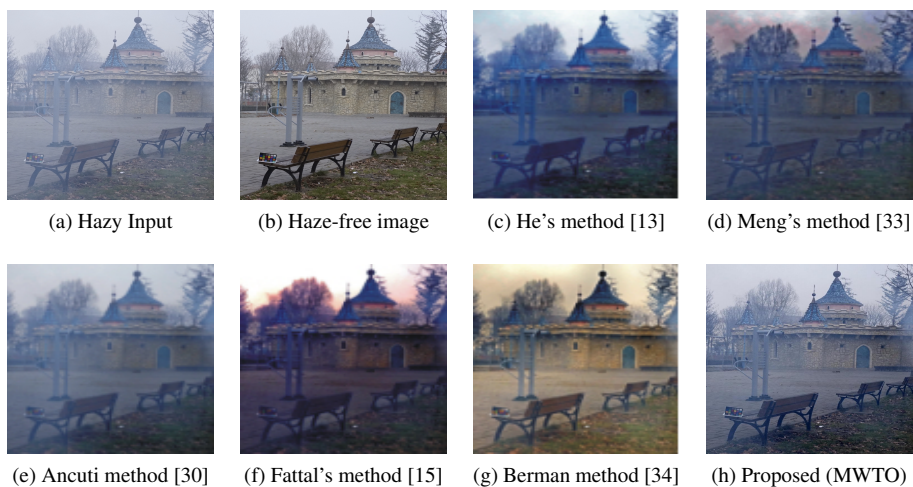 (a) Hazy Input
(b) Haze-free image
(c) He's method [13]
(d) Meng's method [33]
(e) Ancuti method [30]
(f) Fattal's method [15]
(g) Berman method [34]
(h) Proposed (MWTO)